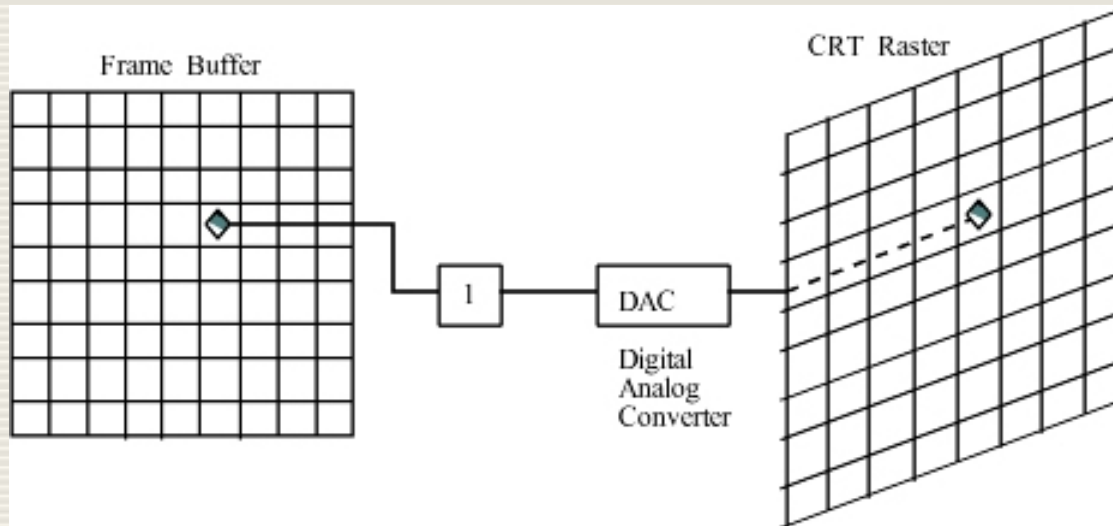 Frame Buffer
CRT Raster
1
DAC
Digital
Analog
Converter